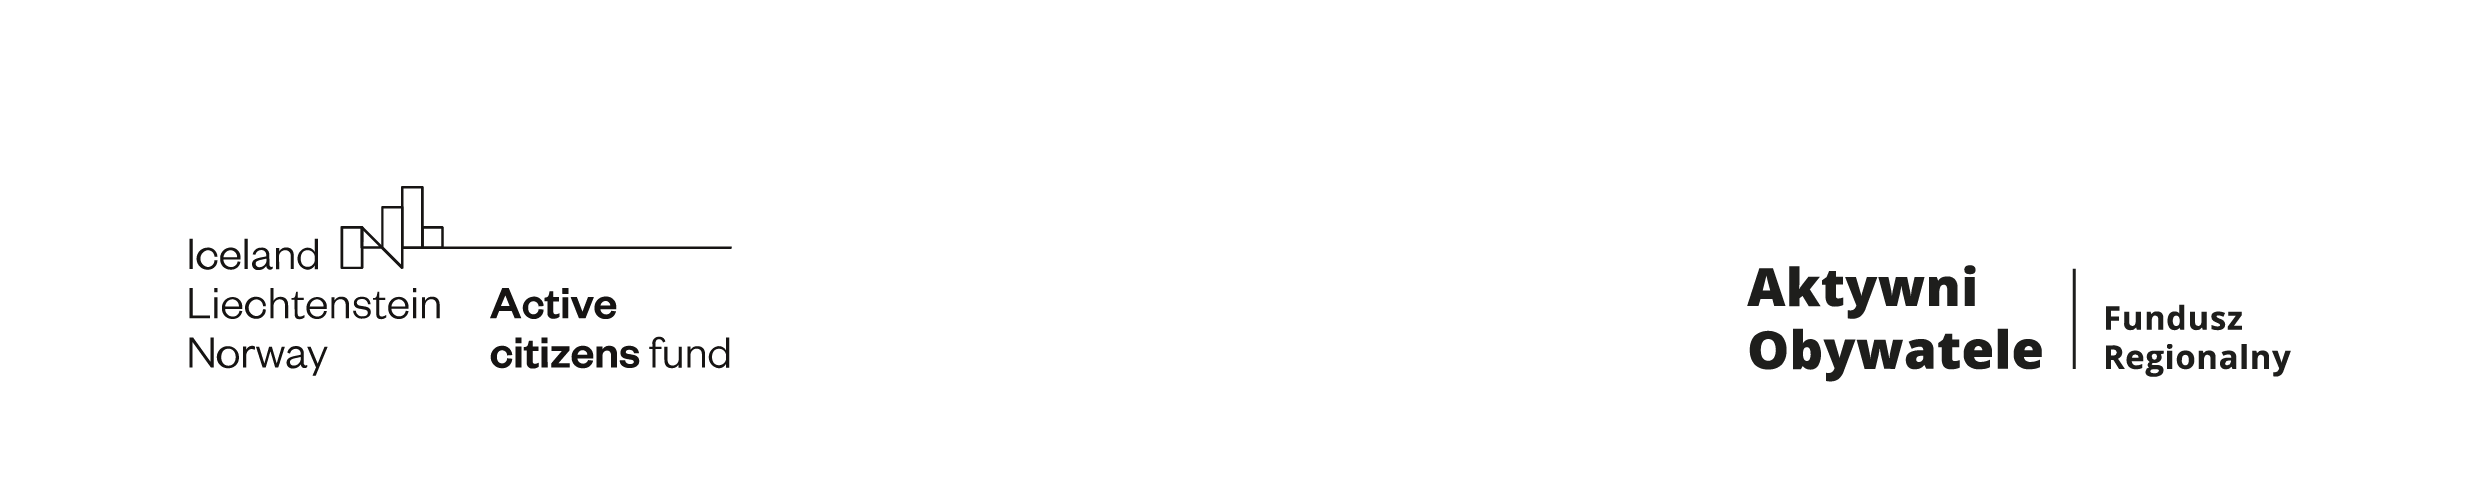 Iceland
Liechtenstein
Norway
Active
citizens fund
Aktywni
Obywatele
Fundusz
Regionalny